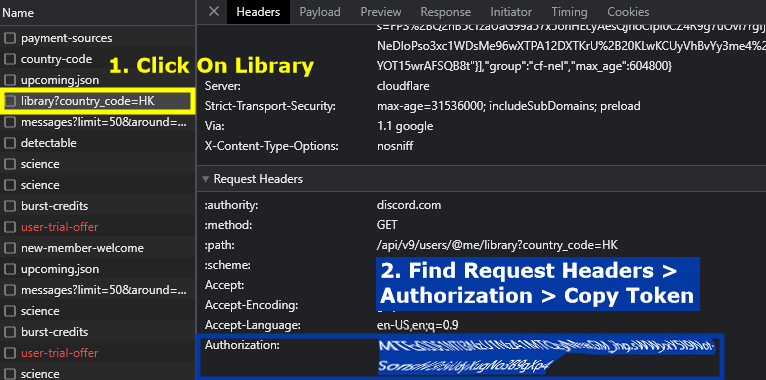 Name
payment-sources
country-code
upcoming.json
library?country_code=HK
messages?limit=50&around=...
detectable
science
science
burst-credits
user-trial-offer
new-member-welcome
upcoming.json
messages?limit=50&around=...
science
burst-credits
user-trial-offer
science
1. Click On Library
Headers Payload Preview Response Initiator Timing Cookies
YOT15wrAFSQB8t"}],"group":"cf-nel","max_age":604800}
Server: cloudflare
Strict-Transport-Security: max-age=31536000; includeSubDomains; preload
Via: 1.1 google
X-Content-Type-Options: nosniff
Request Headers
:authority: discord.com
:method: GET
:path: /api/v9/users/@me/library?country_code=HK
:scheme:
Accept:
Accept-Encoding:
Accept-Language: en-US,en;q=0.9
Authorization:
2. Find Request Headers >
Authorization > Copy Token